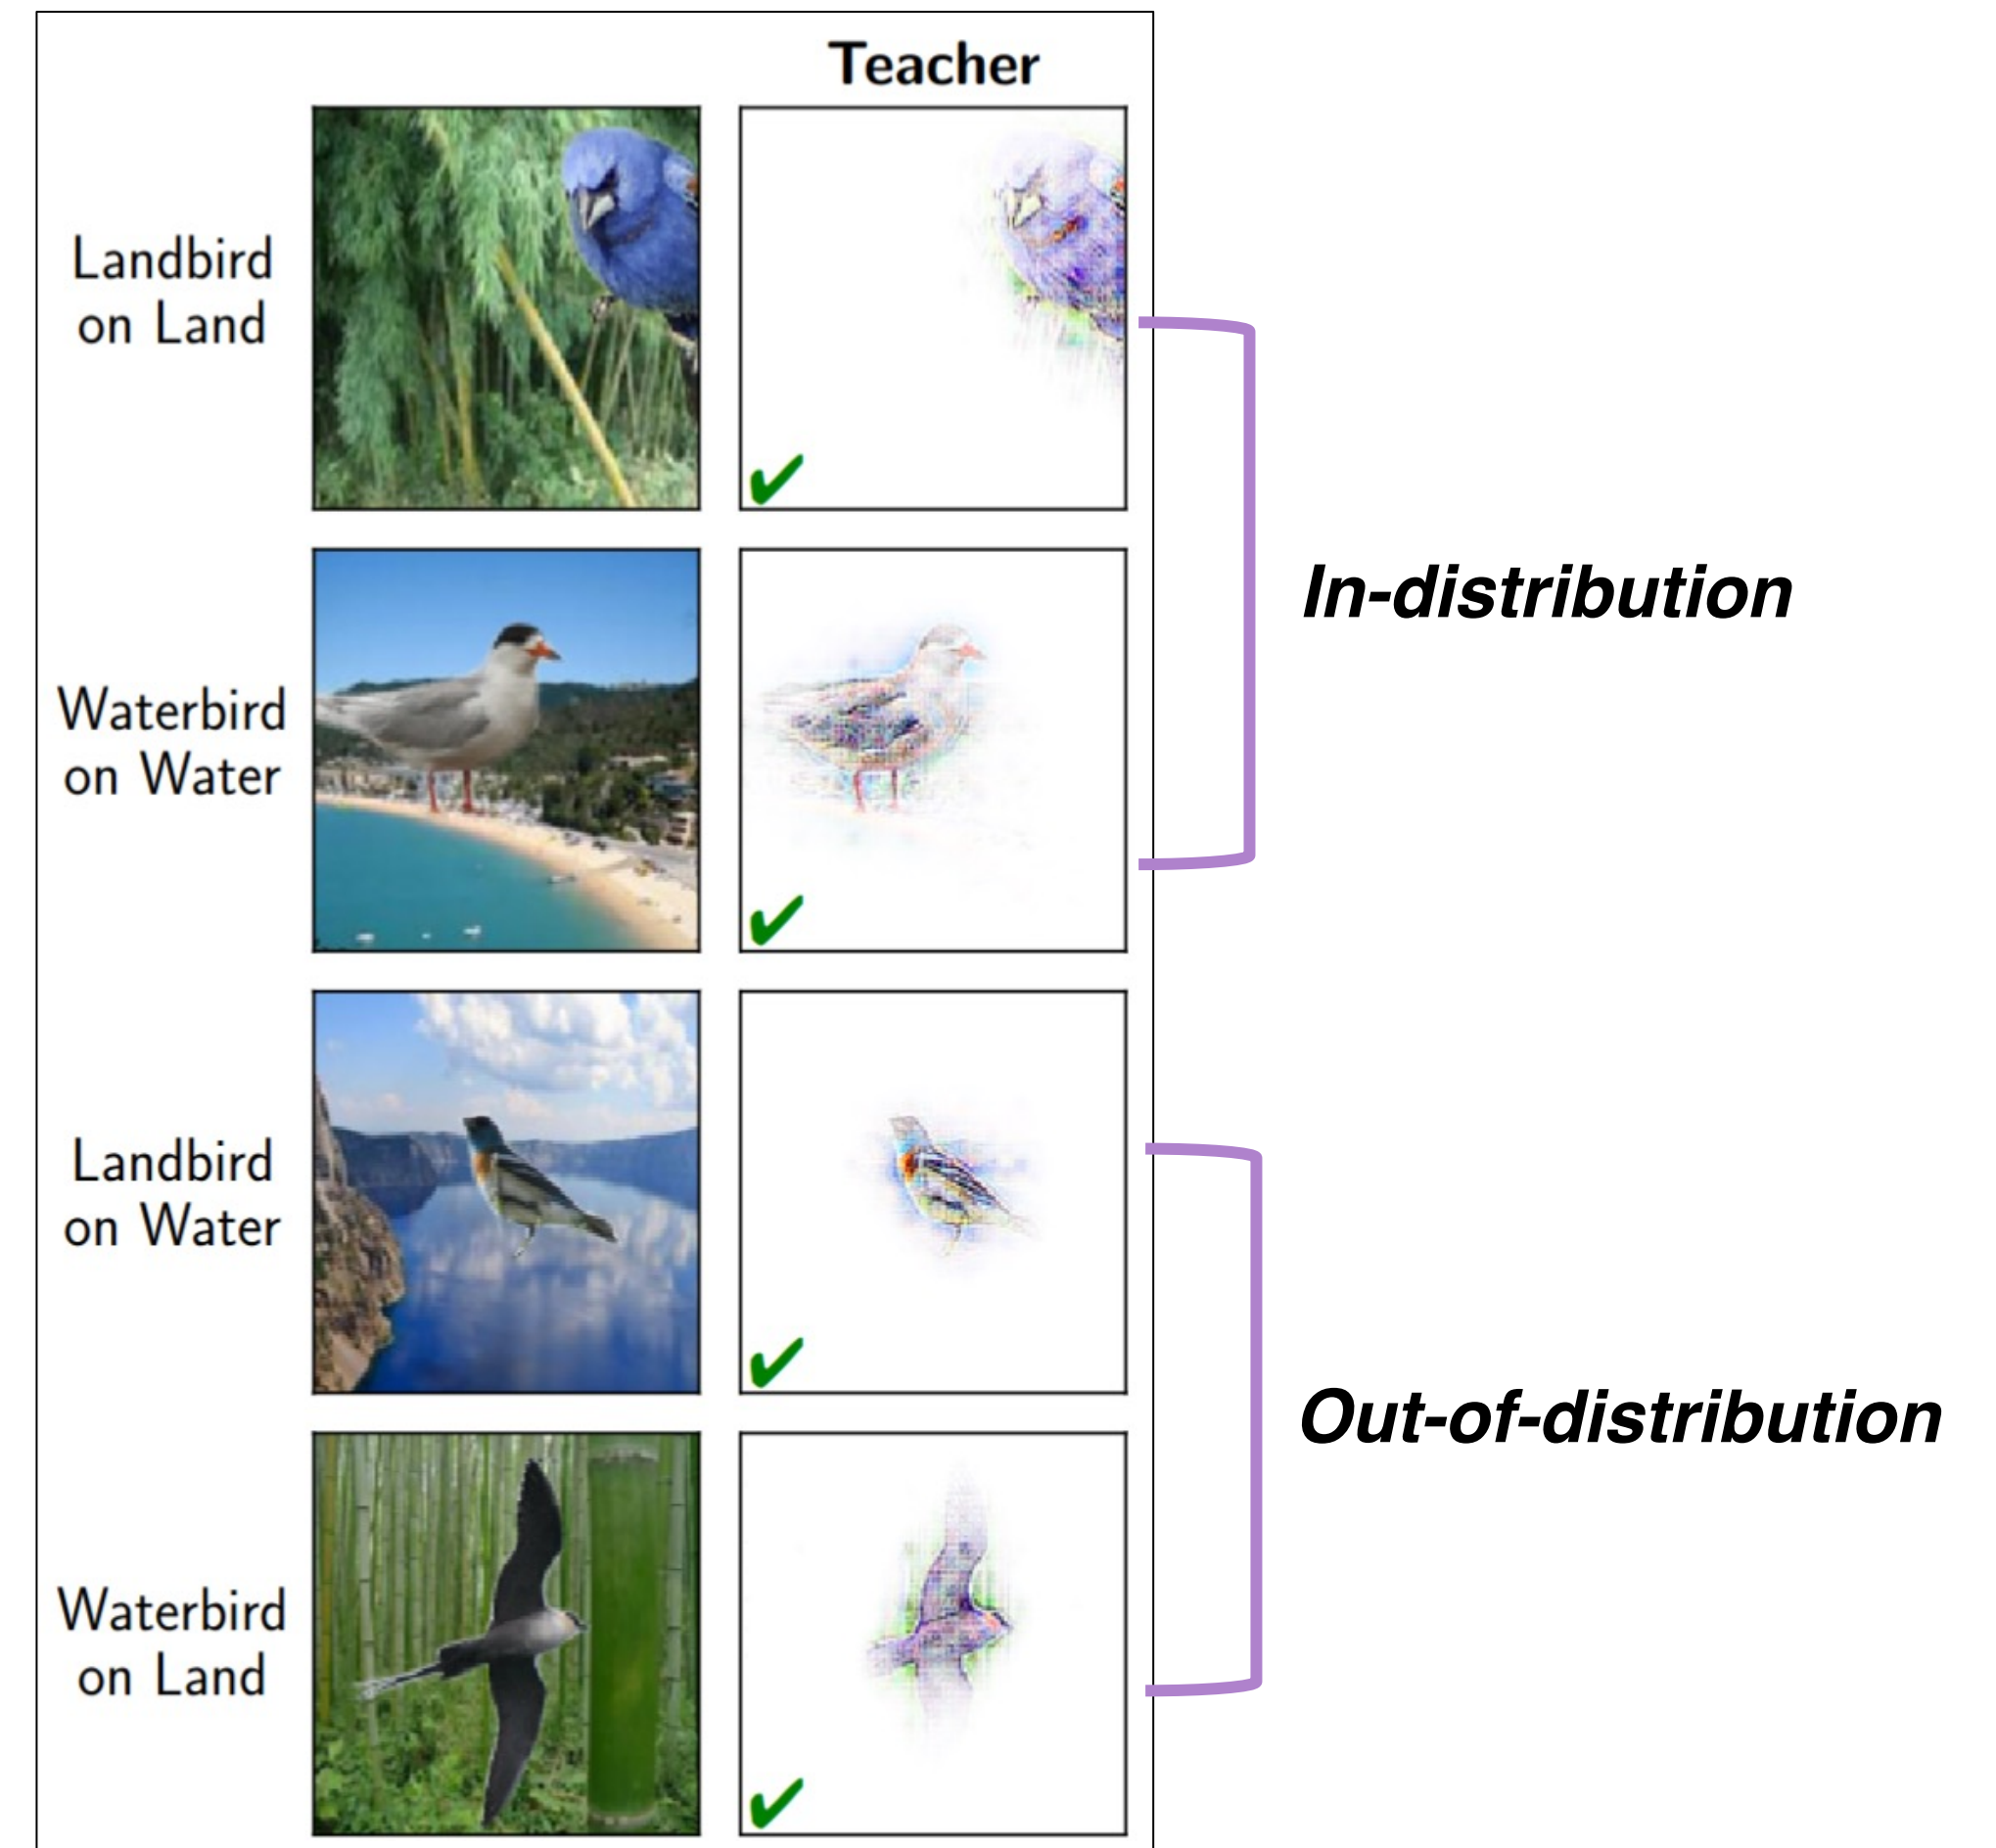 Teacher
Landbird
on Land
In-distribution
Waterbird
on Water
Landbird
on Water
Out-of-distribution
Waterbird
on Land